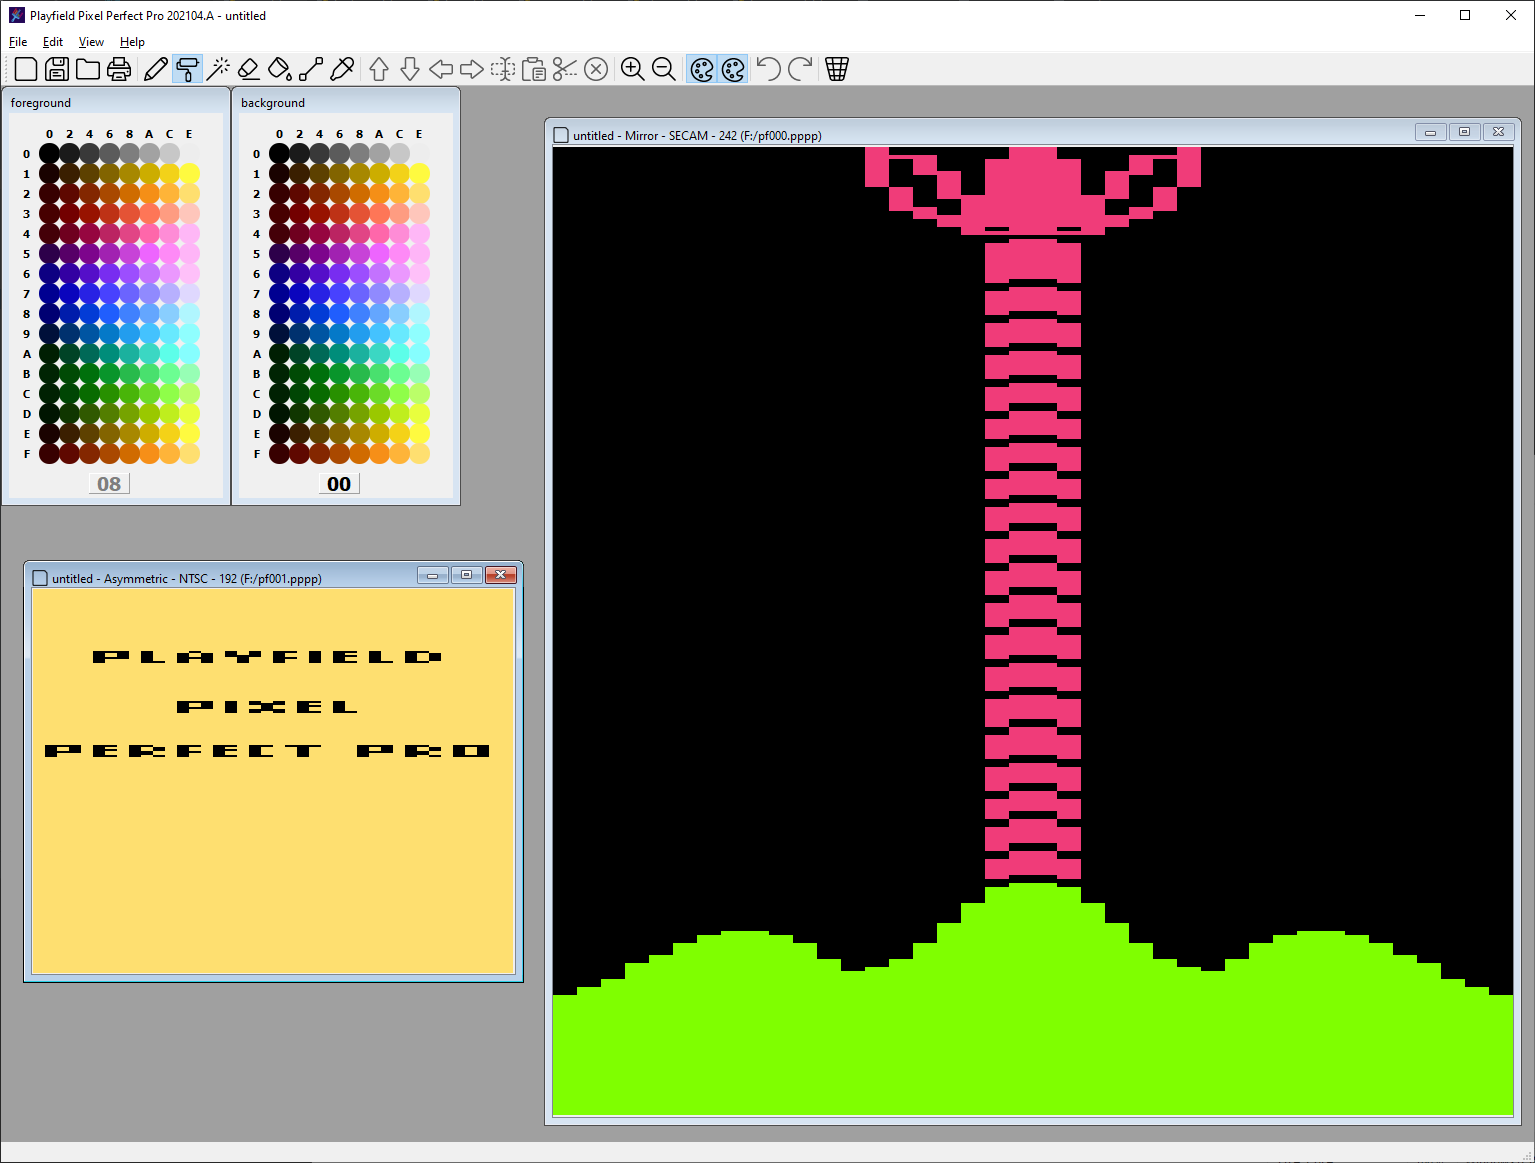 Playfield Pixel Perfect Pro 202104.A - untitled
File Edit View Help
foreground
0 2 4 6 8 A C E
0
1
2
3
4
5
6
7
8
9
A
B
C
D
E
F
08
background
0 2 4 6 8 A C E
0
1
2
3
4
5
6
7
8
9
A
B
C
D
E
F
00
untitled - Mirror - SECAM - 242 (F:/pf000.pppp)
untitled - Asymmetric - NTSC - 192 (F:/pf001.pppp)
PLAYFIELD
PIXEL
PERFECT PRO